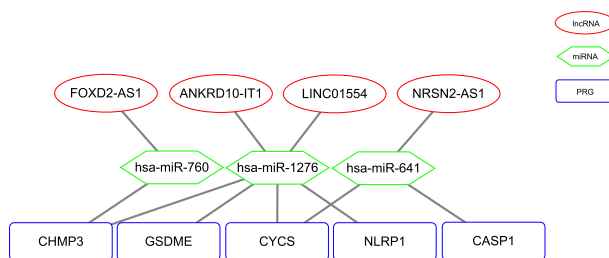 lncRNA
miRNA
PRG
FOXD2-AS1 ANKRD10-IT1 LINC01554 NRSN2-AS1
hsa-miR-760 hsa-miR-1276 hsa-miR-641
CHMP3 GSDME CYCS NLRP1 CASP1